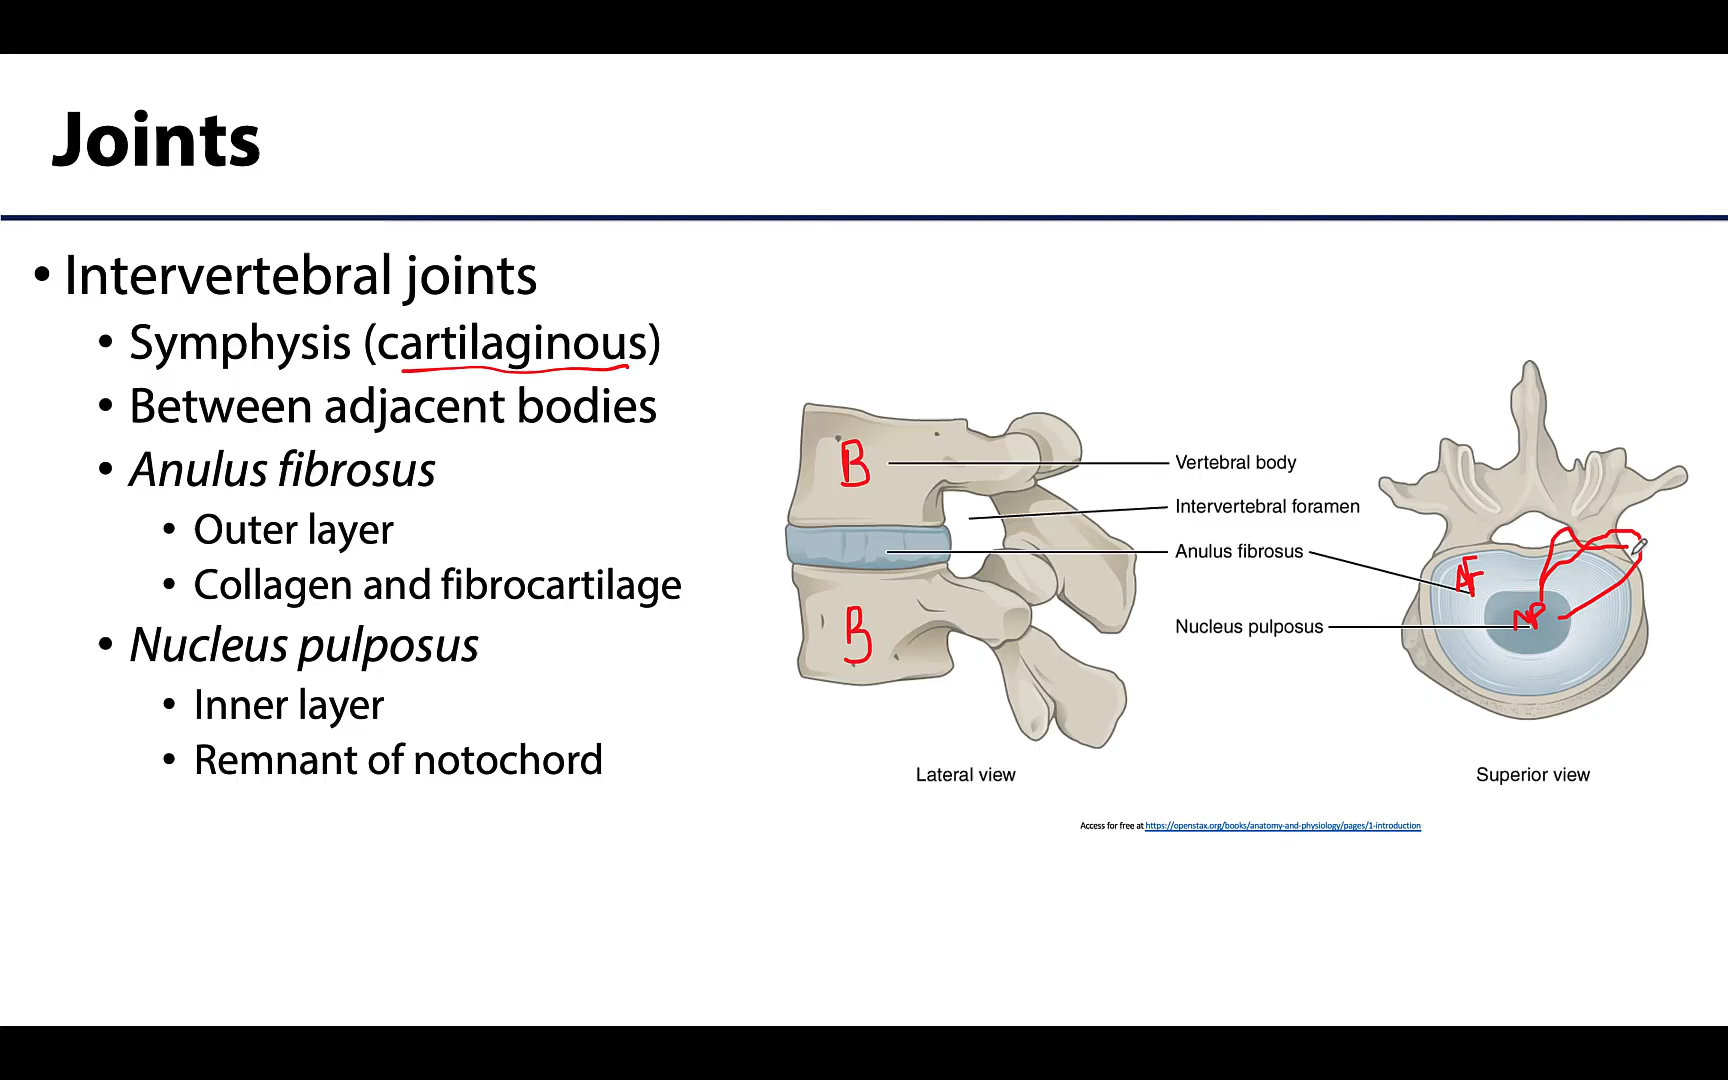 Joints
• Intervertebral joints
• Symphysis (cartilaginous)
• Between adjacent bodies
• Anulus fibrosus
• Outer layer
• Collagen and fibrocartilage
• Nucleus pulposus
• Inner layer
• Remnant of notochord
B
B
Vertebral body
Intervertebral foramen
Anulus fibrosus
Nucleus pulposus
AF
NP
Lateral view
Superior view
Access for free at https://openstax.org/books/anatomy-and-physiology/pages/1-introduction